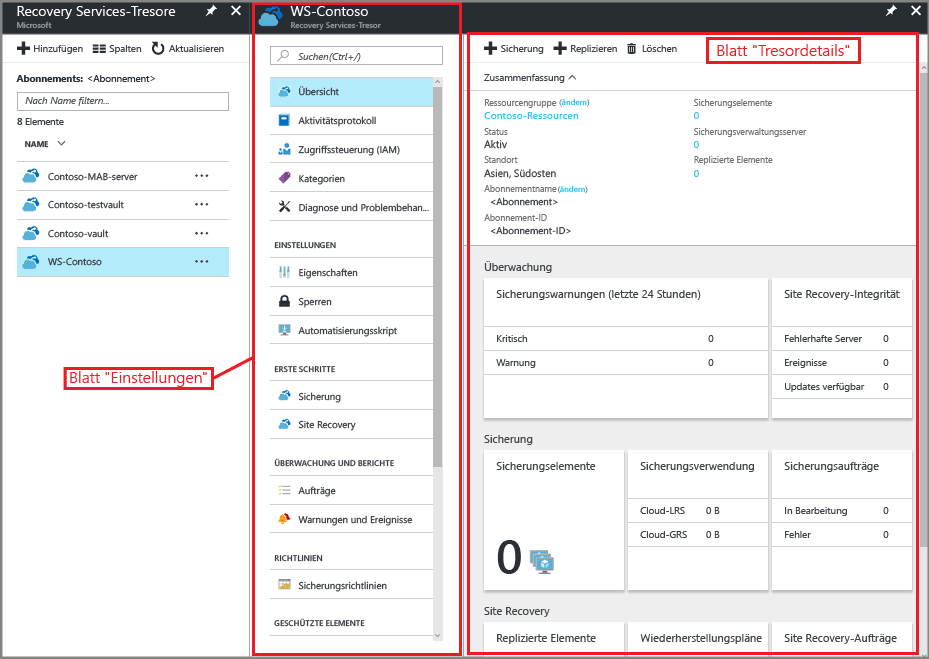 Recovery Services-Tresore
Microsoft
Hinzufügen Spalten Aktualisieren
Abonnements: <Abonnement>
Nach Name filtern...
8 Elemente
NAME
Contoso-MAB-server
Contoso-testvault
Contoso-vault
WS-Contoso
Blatt "Einstellungen"
WS-Contoso
Recovery Services-Tresor
Suchen(Ctrl+/)
Übersicht
Aktivitätsprotokoll
Zugriffssteuerung (IAM)
Kategorien
Diagnose und Problembehan...
EINSTELLUNGEN
Eigenschaften
Sperren
Automatisierungsskript
ERSTE SCHRITTE
Sicherung
Site Recovery
ÜBERWACHUNG UND BERICHTE
Aufträge
Warnungen und Ereignisse
RICHTLINIEN
Sicherungsrichtlinien
GESCHÜTZTE ELEMENTE
Sicherung Replizieren Löschen
Blatt "Tresordetails"
Zusammenfassung
Ressourcengruppe (ändern)
Contoso-Ressourcen
Status
Aktiv
Standort
Asien, Südosten
Abonnementname(ändern)
<Abonnement>
Abonnement-ID
<Abonnement-ID>
Sicherungselemente
0
Sicherungsverwaltungsserver
0
Replizierte Elemente
0
Überwachung
Sicherungswarnungen (letzte 24 Stunden)
Kritisch 0
Warnung 0
Site Recovery-Integrität
Fehlerhafte Server 0
Ereignisse 0
Updates verfügbar 0
Sicherung
Sicherungselemente
0
Sicherungsverwendung
Cloud-LRS 0 B
Cloud-GRS 0 B
Sicherungsaufträge
In Bearbeitung 0
Fehler 0
Site Recovery
Replizierte Elemente
Wiederherstellungspläne
Site Recovery-Aufträge